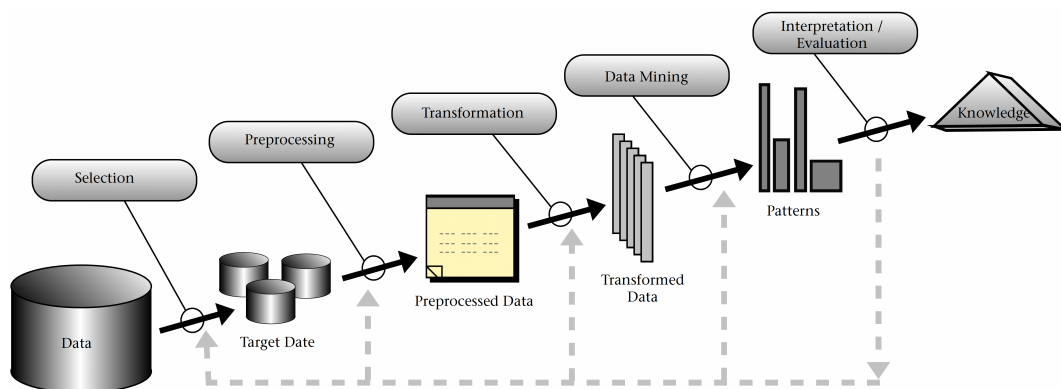 Interpretation /
Evaluation
Data Mining
Transformation
Preprocessing
Selection
Knowledge
Patterns
Transformed
Data
Preprocessed Data
Target Date
Data